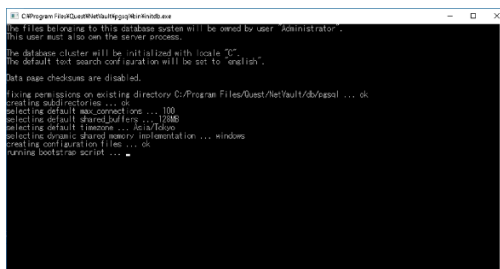 C:¥Program Files¥Quest¥NetVault¥pgsql¥bin¥initdb.exe
The files belonging to this database system will be owned by user "Administrator".
This user must also own the server process.
The database cluster will be initialized with locale "C".
The default text search configuration will be set to "english".
Data page checksums are disabled.
fixing permissions on existing directory C:/Program Files/Quest/NetVault/db/pgsql ... ok
creating subdirectories ... ok
selecting default max_connections ... 100
selecting default shared_buffers ... 128MB
selecting default timezone ... Asia/Tokyo
selecting dynamic shared memory implementation ... windows
creating configuration files ... ok
running bootstrap script ...